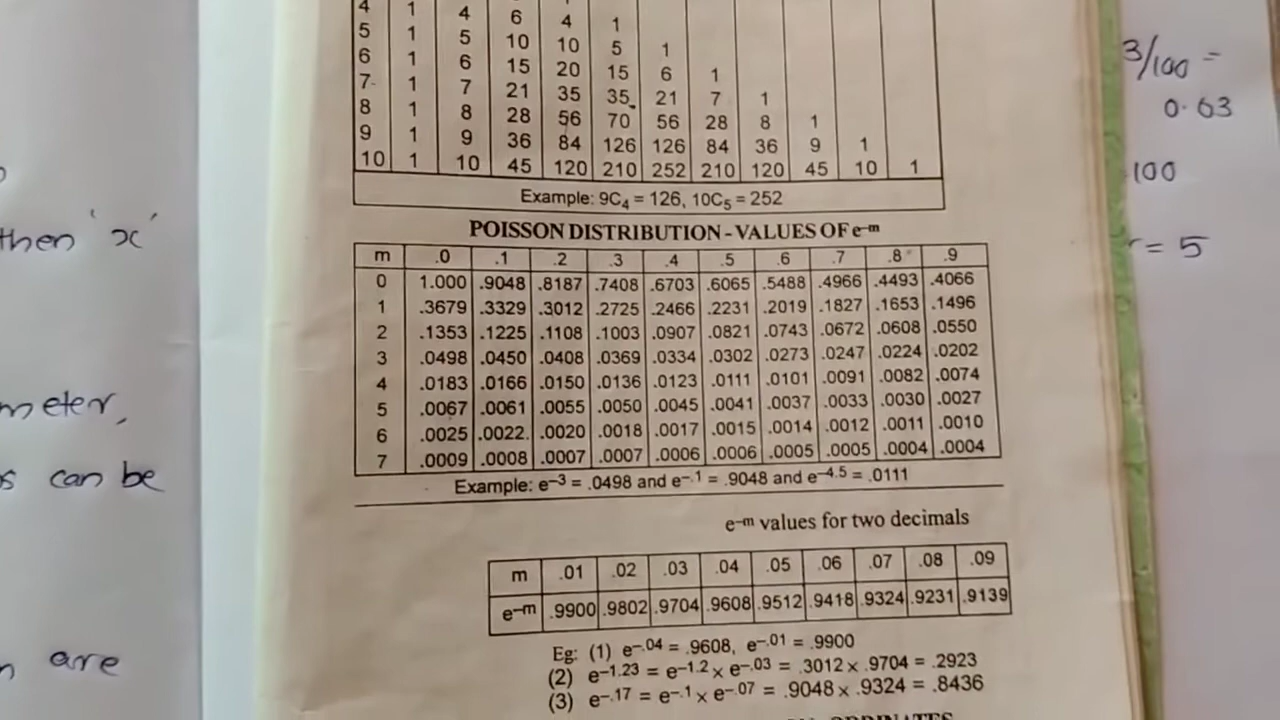 4 1 4 6 4
5 1 5 10 10 5 1
6 1 6 15 20 15 6 1
7 1 7 21 35 35 21 7 1
8 1 8 28 56 70 56 28 8 1
9 1 9 36 84 126 126 84 36 9 1
10 1 10 45 120 210 252 210 120 45 10 1
Example: 9C4 = 126, 10C5 = 252
POISSON DISTRIBUTION - VALUES OF e-m
m .0 .1 .2 .3 .4 .5 .6 .7 .8 .9
0 1.000 .9048 .8187 .7408 .6703 .6065 .5488 .4966 .4493 .4066
1 .3679 .3329 .3012 .2725 .2466 .2231 .2019 .1827 .1653 .1496
2 .1353 .1225 .1108 .1003 .0907 .0821 .0743 .0672 .0608 .0550
3 .0498 .0450 .0408 .0369 .0334 .0302 .0273 .0247 .0224 .0202
4 .0183 .0166 .0150 .0136 .0123 .0111 .0101 .0091 .0082 .0074
5 .0067 .0061 .0055 .0050 .0045 .0041 .0037 .0033 .0030 .0027
6 .0025 .0022 .0020 .0018 .0017 .0015 .0014 .0012 .0011 .0010
7 .0009 .0008 .0007 .0007 .0006 .0006 .0005 .0005 .0004 .0004
Example: e-3 = .0498 and e-.1 = .9048 and e-4.5 = .0111
e-m values for two decimals
m .01 .02 .03 .04 .05 .06 .07 .08 .09
e-m .9900 .9802 .9704 .9608 .9512 .9418 .9324 .9231 .9139
Eg: (1) e-.04 = .9608, e-.01 = .9900
(2) e-1.23 = e-1.2 x e-.03 = .3012 x .9704 = .2923
(3) e-.17 = e-.1 x e-.07 = .9048 x .9324 = .8436
then 'x'
can be
are
3/100 =
0.63
100
= 5